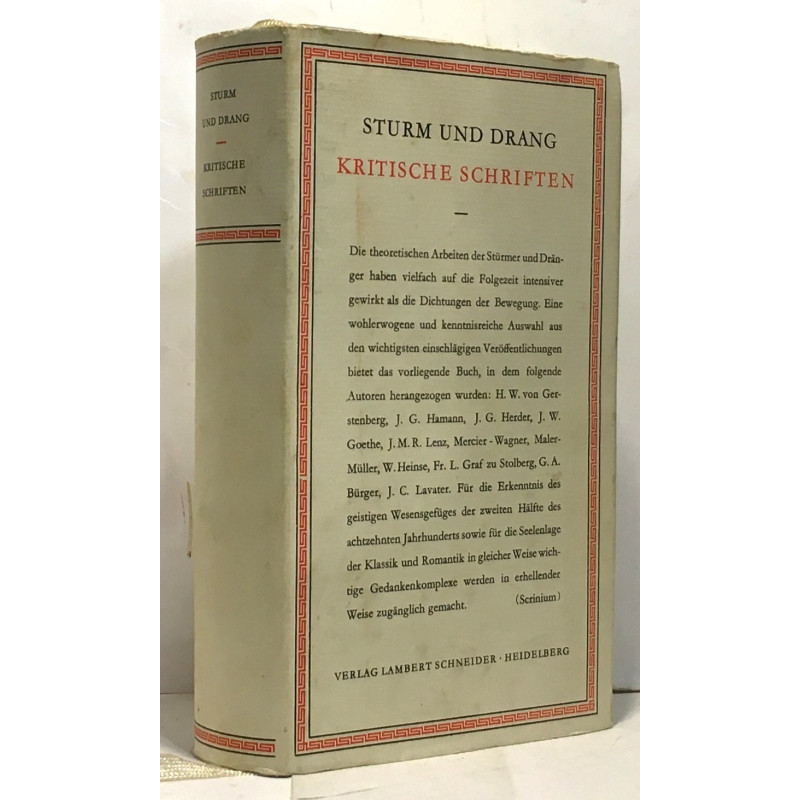 STURM
UND DRANG
KRITISCHE
SCHRIFTEN
STURM UND DRANG
KRITISCHE SCHRIFTEN
Die theoretischen Arbeiten der Stürmer und Drän-
ger haben vielfach auf die Folgezeit intensiver
gewirkt als die Dichtungen der Bewegung. Eine
wohlerwogene und kenntnisreiche Auswahl aus
den wichtigsten einschlägigen Veröffentlichungen
bietet das vorliegende Buch, in dem folgende
Autoren herangezogen wurden: H. W. von Ger-
stenberg, J. G. Hamann, J. G. Herder, J. W.
Goethe, J. M. R. Lenz, Mercier-Wagner, Maler-
Müller, W. Heinse, Fr. L. Graf zu Stolberg, G. A.
Bürger, J. C. Lavater. Für die Erkenntnis des
geistigen Wesensgefüges der zweiten Hälfte des
achtzehnten Jahrhunderts sowie für die Seelenlage
der Klassik und Romantik in gleicher Weise wich-
tige Gedankenkomplexe werden in erhellender
Weise zugänglich gemacht. (Scrinium)
VERLAG LAMBERT SCHNEIDER · HEIDELBERG